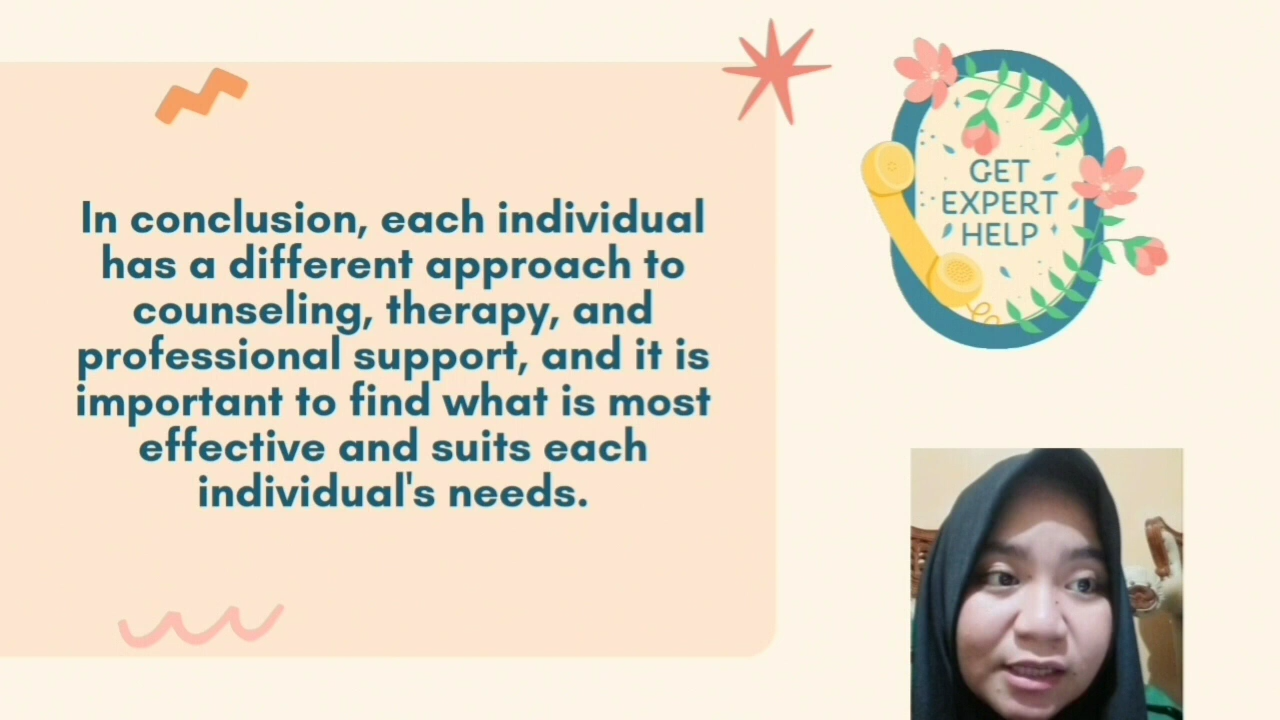 In conclusion, each individual
has a different approach to
counseling, therapy, and
professional support, and it is
important to find what is most
effective and suits each
individual's needs.
GET
EXPERT
HELP